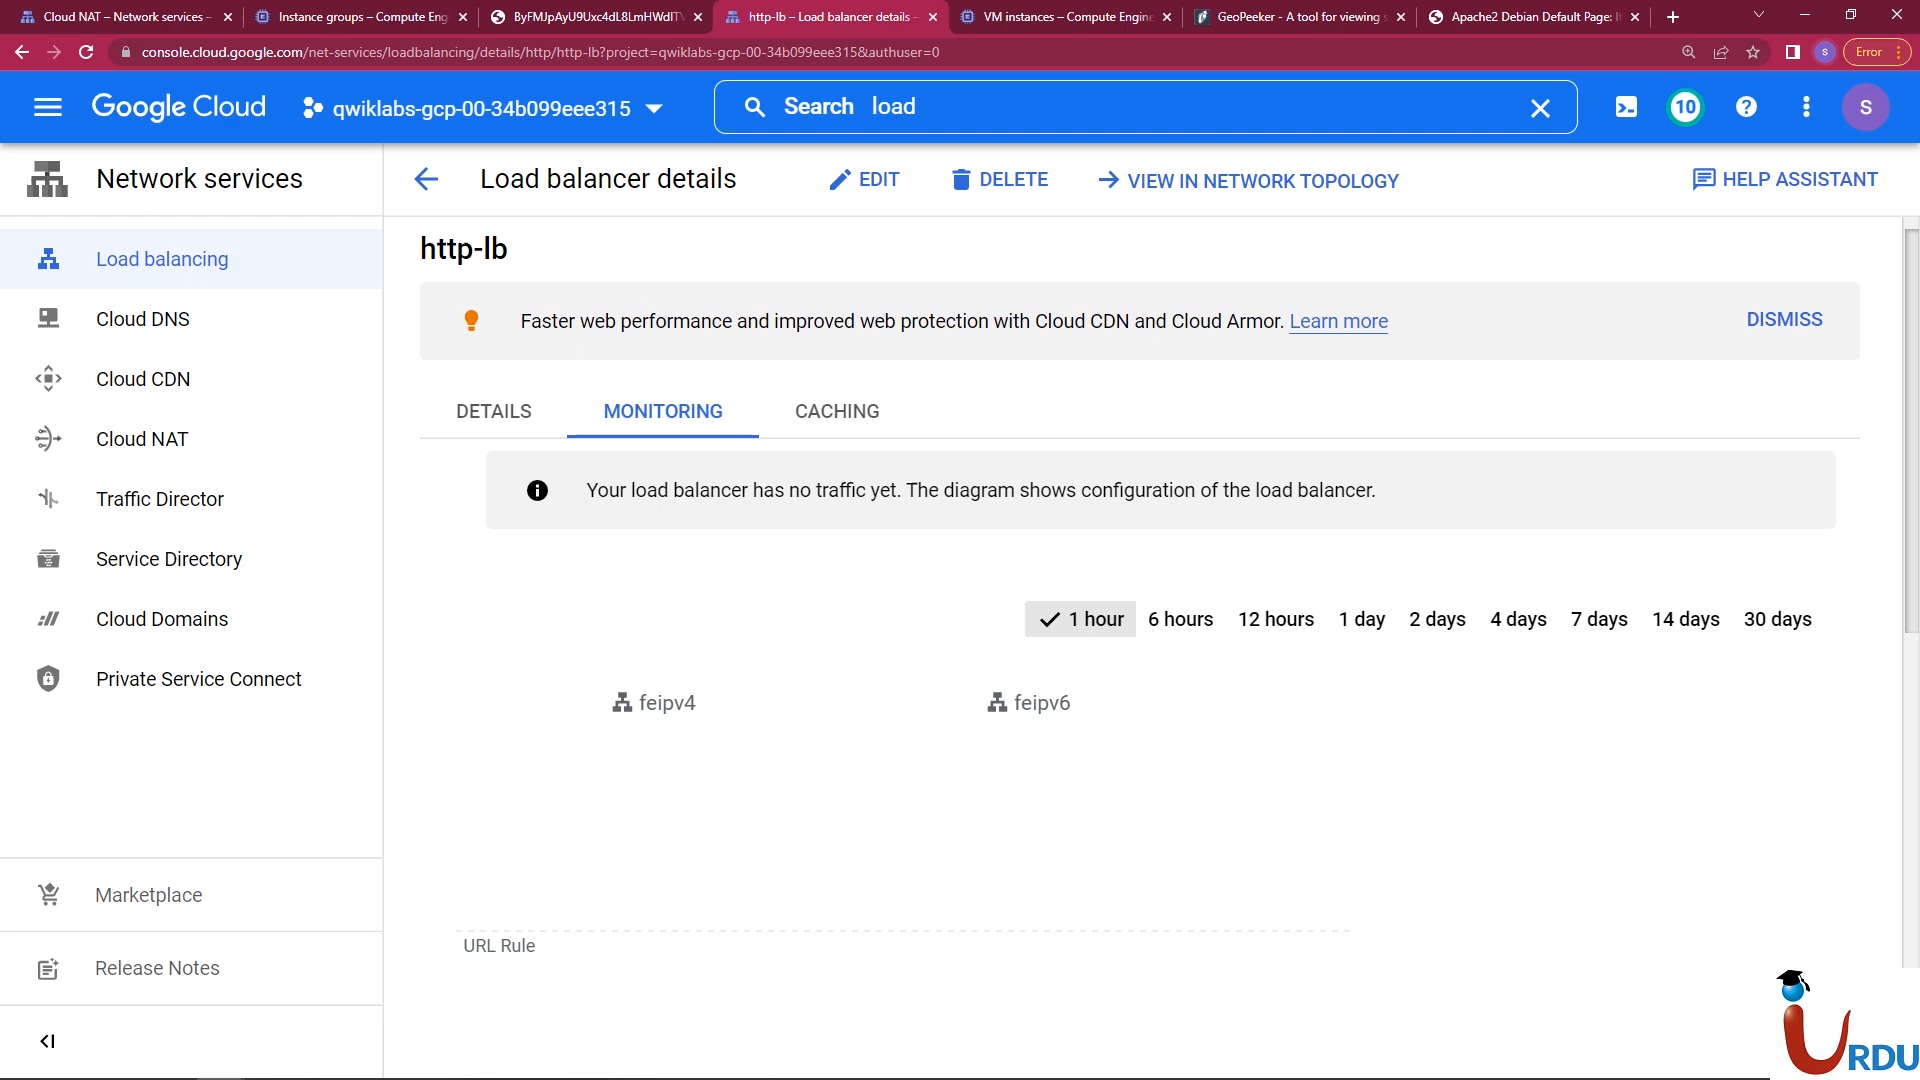 Cloud NAT – Network services –
Instance groups – Compute Eng
ByFMJpAyU9Uxc4dL8LmHWdIT
http-lb – Load balancer details –
VM instances – Compute Engine
GeoPeeker - A tool for viewing s
Apache2 Debian Default Page: I
console.cloud.google.com/net-services/loadbalancing/details/http/http-lb?project=qwiklabs-gcp-00-34b099eee315&authuser=0
s
Error
Google Cloud
qwiklabs-gcp-00-34b099eee315
Search load
10
S
Network services
Load balancer details
EDIT
DELETE
VIEW IN NETWORK TOPOLOGY
HELP ASSISTANT
Load balancing
Cloud DNS
Cloud CDN
Cloud NAT
Traffic Director
Service Directory
Cloud Domains
Private Service Connect
Marketplace
Release Notes
http-lb
Faster web performance and improved web protection with Cloud CDN and Cloud Armor. Learn more
DISMISS
DETAILS
MONITORING
CACHING
Your load balancer has no traffic yet. The diagram shows configuration of the load balancer.
1 hour 6 hours 12 hours 1 day 2 days 4 days 7 days 14 days 30 days
feipv4
feipv6
URL Rule
iURDU